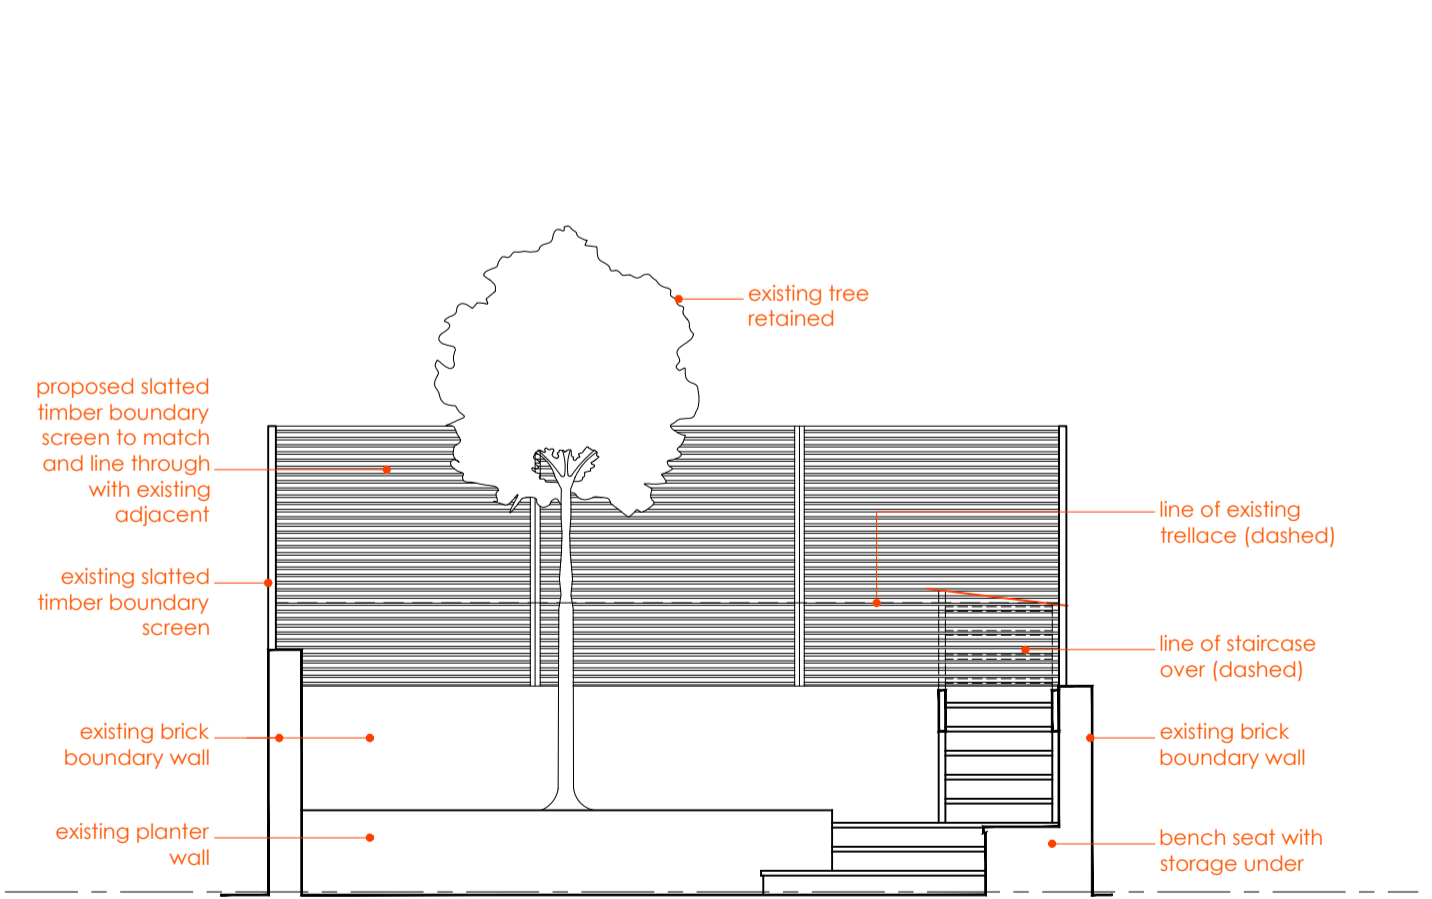 existing tree
retained
proposed slatted
timber boundary
screen to match
and line through
with existing
adjacent
existing slatted
timber boundary
screen
existing brick
boundary wall
existing planter
wall
line of existing
trellace (dashed)
line of staircase
over (dashed)
existing brick
boundary wall
bench seat with
storage under